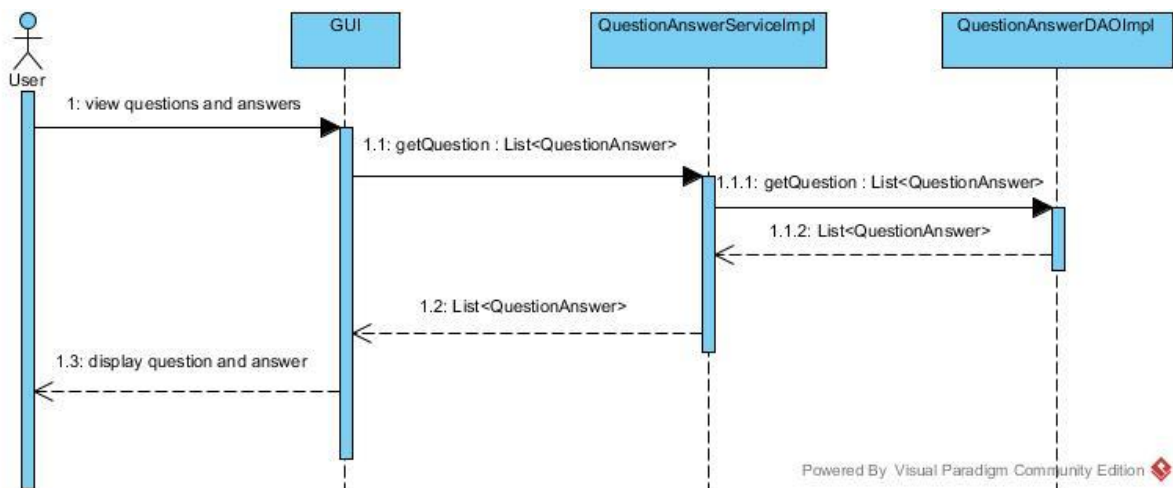 GUI
QuestionAnswerServiceImpl
QuestionAnswerDAOImpl
User
1: view questions and answers
1.1: getQuestion : List<QuestionAnswer>
1.1.1: getQuestion : List<QuestionAnswer>
1.1.2: List<QuestionAnswer>
1.2: List<QuestionAnswer>
1.3: display question and answer
Powered By Visual Paradigm Community Edition